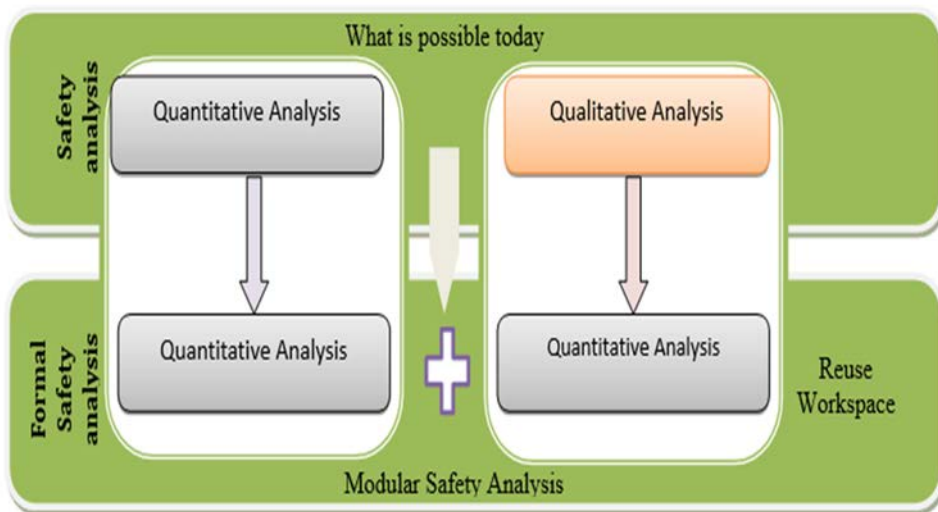 What is possible today
Safety
analysis
Quantitative Analysis
Qualitative Analysis
Formal
Safety
analysis
Quantitative Analysis
Quantitative Analysis
Reuse
Workspace
Modular Safety Analysis